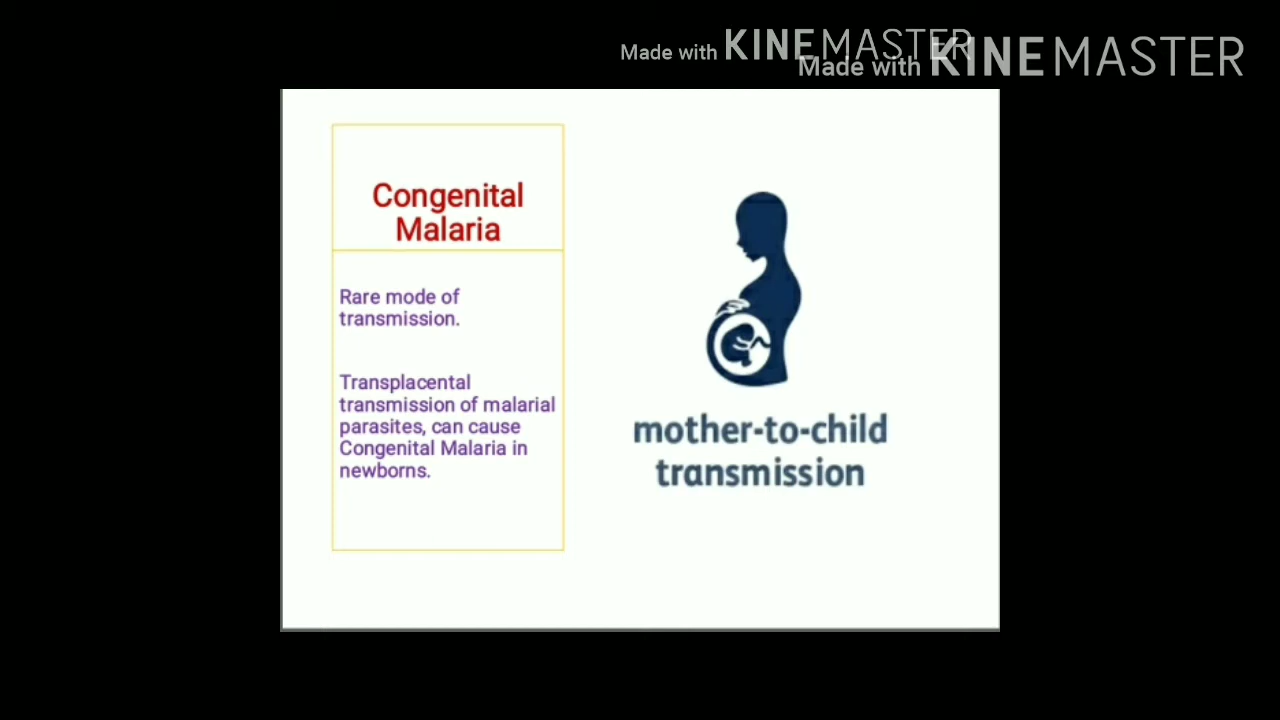 Made with KINEMASTER
Made with KINEMASTER
Congenital
Malaria
Rare mode of
transmission.
Transplacental
transmission of malarial
parasites, can cause
Congenital Malaria in
newborns.
mother-to-child
transmission